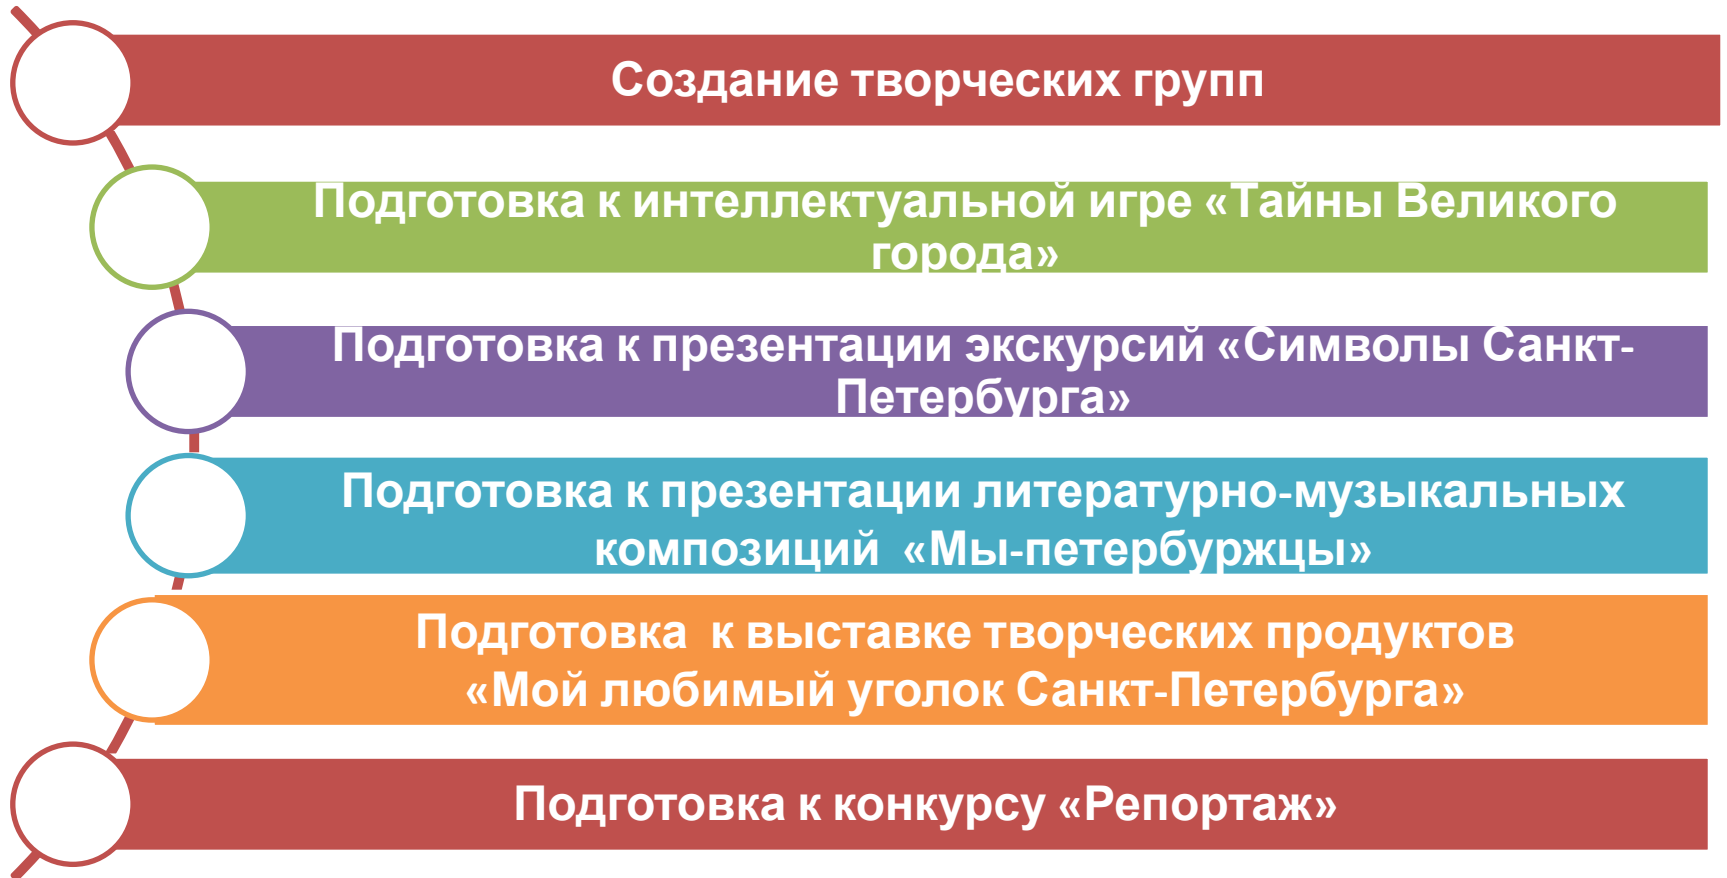 Создание творческих групп
Подготовка к интеллектуальной игре «Тайны Великого
города»
Подготовка к презентации экскурсий «Символы Санкт-
Петербурга»
Подготовка к презентации литературно-музыкальных
композиций «Мы-петербуржцы»
Подготовка к выставке творческих продуктов
«Мой любимый уголок Санкт-Петербурга»
Подготовка к конкурсу «Репортаж»